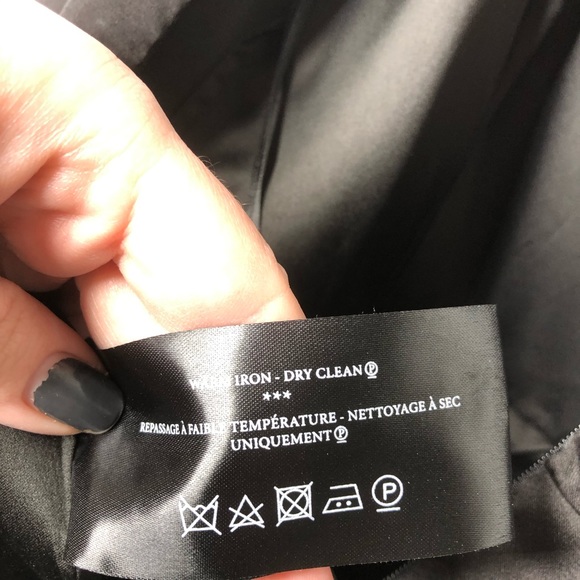 WARM IRON - DRY CLEAN Ⓟ
***
REPASSAGE À FAIBLE TEMPÉRATURE - NETTOYAGE À SEC
UNIQUEMENT Ⓟ
Ⓟ